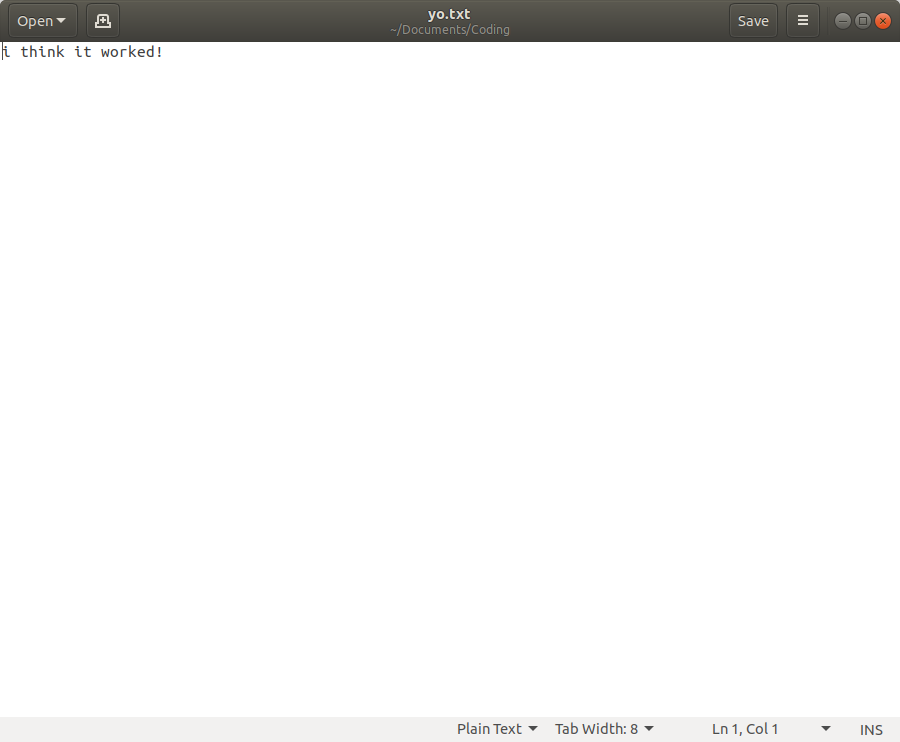 Open
yo.txt
~/Documents/Coding
Save
i think it worked!
Plain Text
Tab Width: 8
Ln 1, Col 1
INS